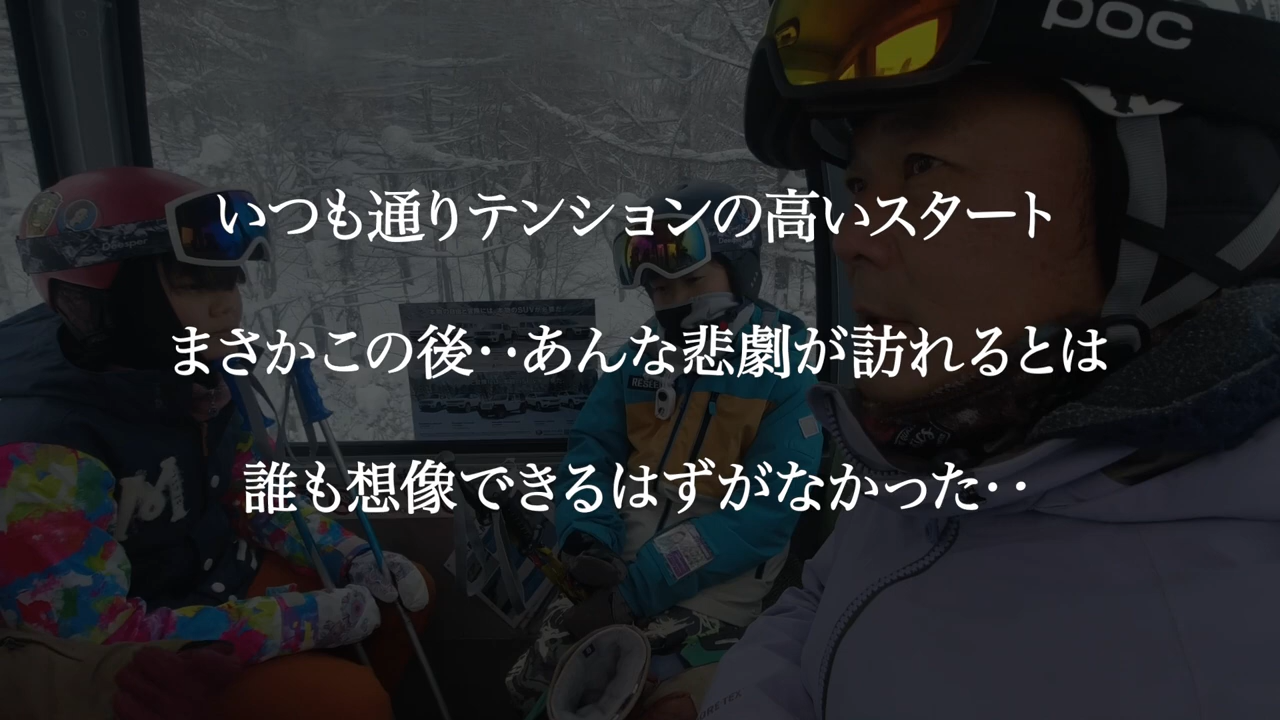 poc
いつも通りテンションの高いスタート
まさかこの後‥あんな悲劇が訪れるとは
誰も想像できるはずがなかった‥
RESE
M